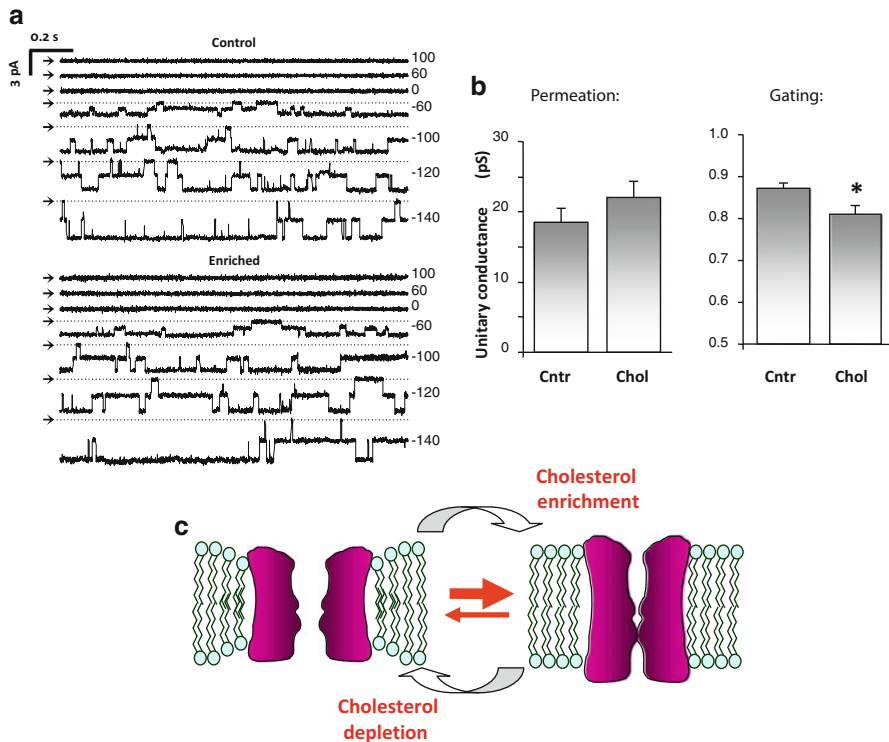 a
0.2 s
3 pA
Control
100
60
0
-60
-100
-120
-140
Enriched
100
60
0
-60
-100
-120
-140
b
Permeation:
Unitary conductance (pS)
30
20
10
0
Cntr Chol
Gating:
1.0
0.9
0.8
0.7
0.6
0.5
*
Cntr Chol
c
Cholesterol
enrichment
Cholesterol
depletion